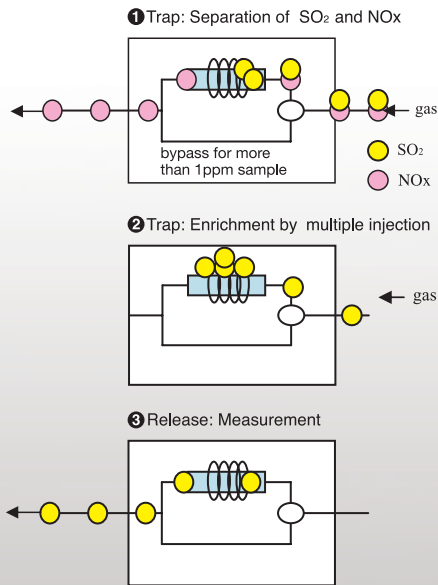 ❶Trap: Separation of SO₂ and NOx
gas
bypass for more
than 1ppm sample
SO₂
NOx
❷Trap: Enrichment by multiple injection
gas
❸Release: Measurement